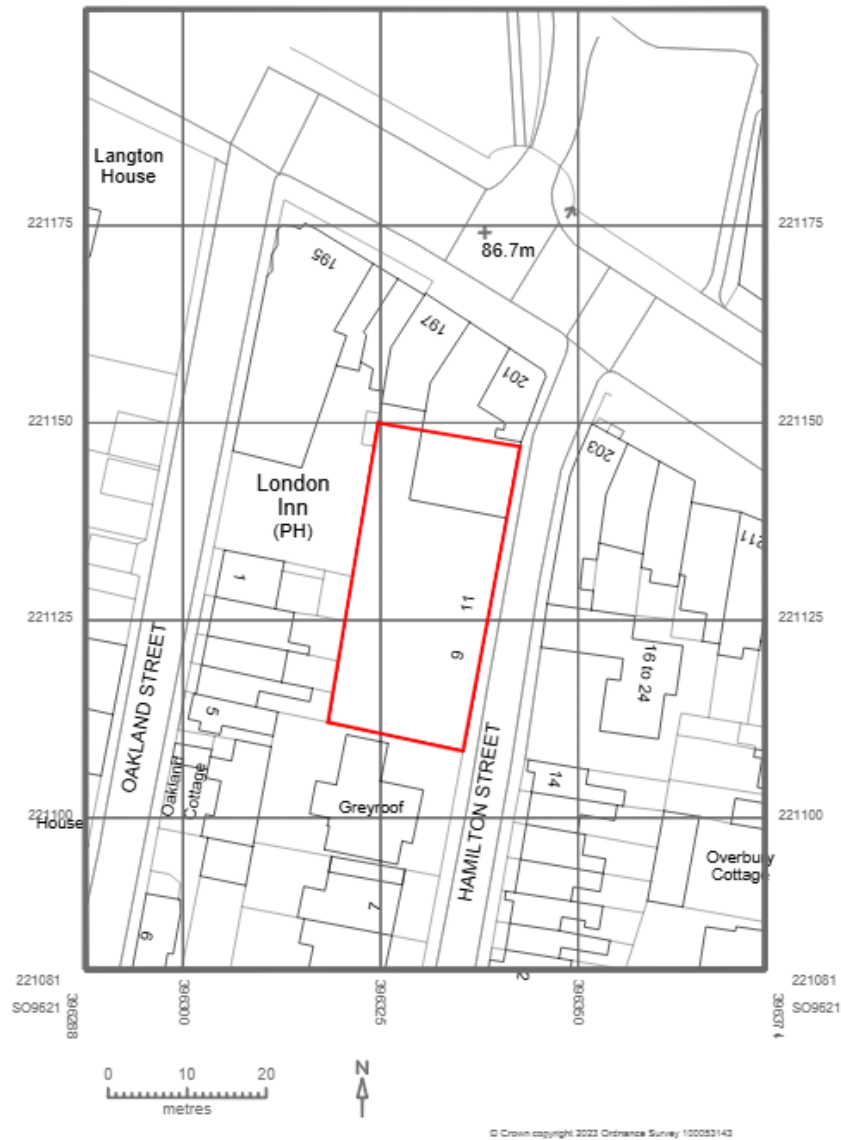 Langton
House
221175
221175
86.7m
195
197
201
221150
221150
203
London
Inn
(PH)
211
1
11
221125
221125
9
16 to 24
OAKLAND STREET
5
HAMILTON STREET
14
Oakland
Cottage
Greyroof
221100
221100
House
Overbury
Cottage
7
6
2
221081
221081
SO9621
SO9621
396288
396300
396325
396350
396374
0 10 20
metres
N
© Crown copyright 2023 Ordnance Survey 100053143